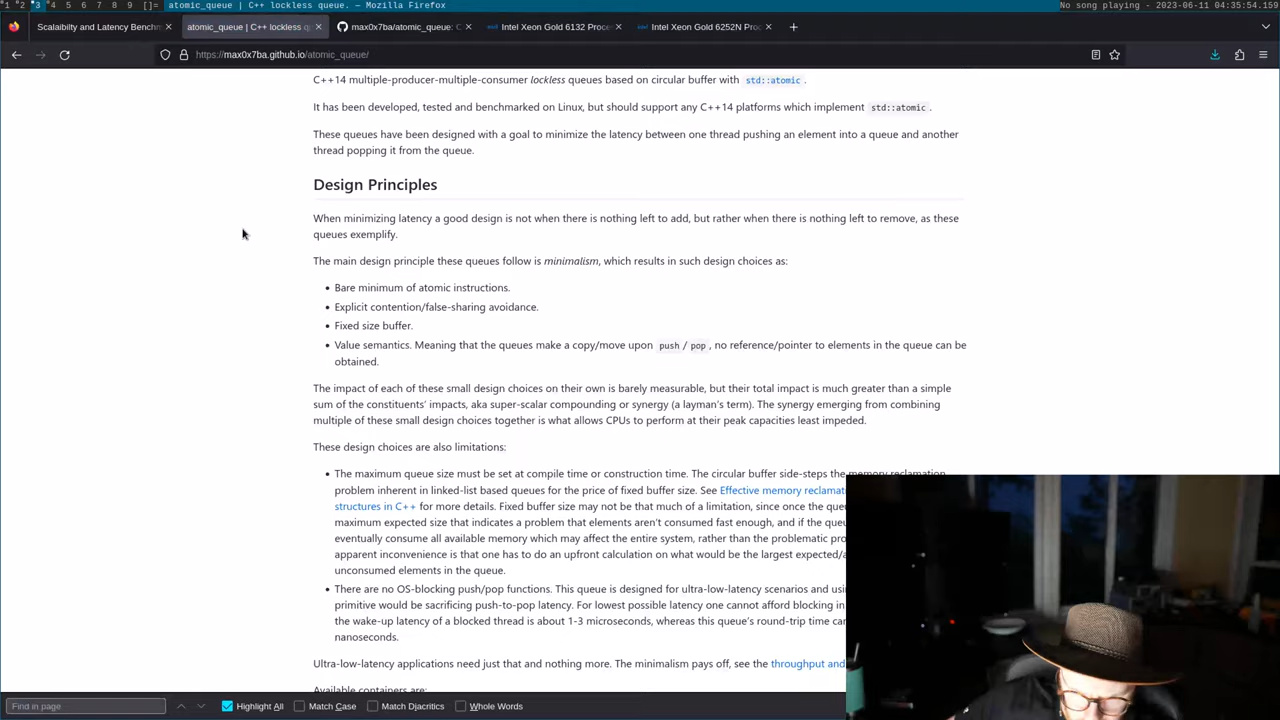 1 2 3 4 5 6 7 8 9 []= atomic_queue | C++ lockless queue. — Mozilla Firefox No song playing - 2023-06-11 04:35:54.159
Scalaibilty and Latency Benchm atomic_queue | C++ lockless q max0x7ba/atomic_queue: C Intel Xeon Gold 6132 Proce Intel Xeon Gold 6252N Pro
https://max0x7ba.github.io/atomic_queue/
C++14 multiple-producer-multiple-consumer lockless queues based on circular buffer with std::atomic.
It has been developed, tested and benchmarked on Linux, but should support any C++14 platforms which implement std::atomic.
These queues have been designed with a goal to minimize the latency between one thread pushing an element into a queue and another
thread popping it from the queue.
Design Principles
When minimizing latency a good design is not when there is nothing left to add, but rather when there is nothing left to remove, as these
queues exemplify.
The main design principle these queues follow is minimalism, which results in such design choices as:
• Bare minimum of atomic instructions.
• Explicit contention/false-sharing avoidance.
• Fixed size buffer.
• Value semantics. Meaning that the queues make a copy/move upon push / pop, no reference/pointer to elements in the queue can be
obtained.
The impact of each of these small design choices on their own is barely measurable, but their total impact is much greater than a simple
sum of the constituents' impacts, aka super-scalar compounding or synergy (a layman's term). The synergy emerging from combining
multiple of these small design choices together is what allows CPUs to perform at their peak capacities least impeded.
These design choices are also limitations:
• The maximum queue size must be set at compile time or construction time. The circular buffer side-steps the memory reclamation
problem inherent in linked-list based queues for the price of fixed buffer size. See Effective memory reclamat
structures in C++ for more details. Fixed buffer size may not be that much of a limitation, since once the que
maximum expected size that indicates a problem that elements aren't consumed fast enough, and if the queu
eventually consume all available memory which may affect the entire system, rather than the problematic pro
apparent inconvenience is that one has to do an upfront calculation on what would be the largest expected/a
unconsumed elements in the queue.
• There are no OS-blocking push/pop functions. This queue is designed for ultra-low-latency scenarios and usi
primitive would be sacrificing push-to-pop latency. For lowest possible latency one cannot afford blocking in
the wake-up latency of a blocked thread is about 1-3 microseconds, whereas this queue's round-trip time can
nanoseconds.
Ultra-low-latency applications need just that and nothing more. The minimalism pays off, see the throughput and
Available containers are:
Find in page Highlight All Match Case Match Diacritics Whole Words